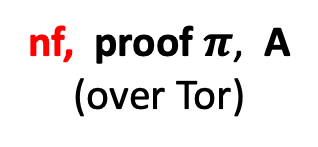 nf, proof π, A
(over Tor)